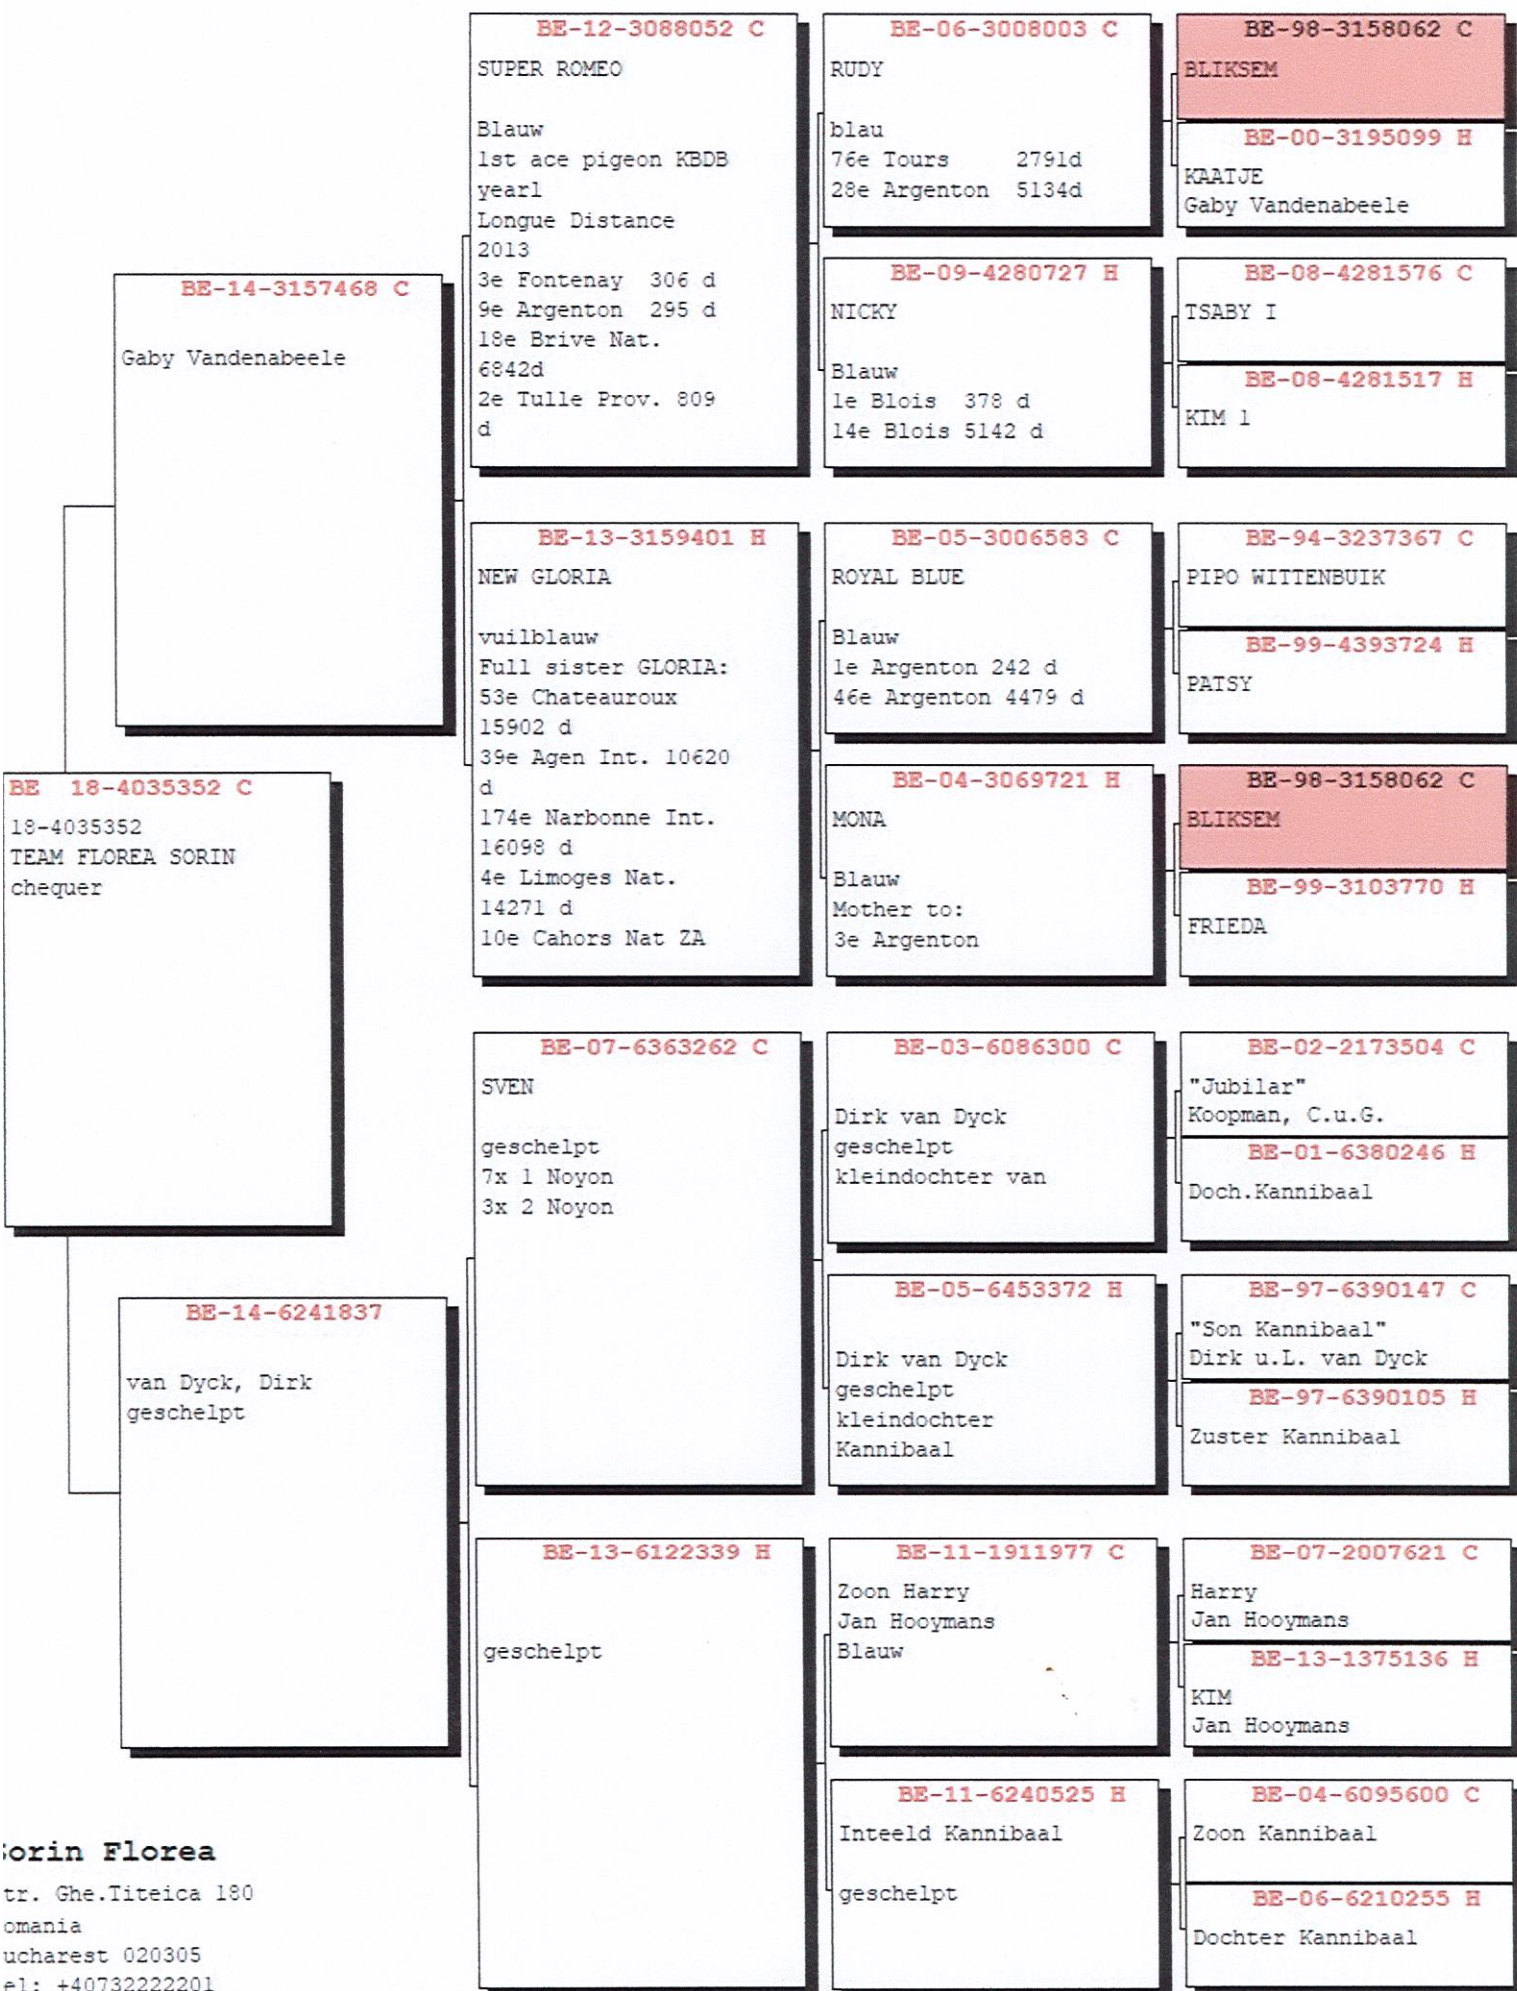 BE-12-3088052 C
SUPER ROMEO
Blauw
1st ace pigeon KBDB
yearl
Longue Distance
2013
3e Fontenay 306 d
9e Argenton 295 d
18e Brive Nat.
6842d
2e Tulle Prov. 809
d
BE-06-3008003 C
RUDY
blau
76e Tours 2791d
28e Argenton 5134d
BE-98-3158062 C
BLIKSEM
BE-00-3195099 H
KAATJE
Gaby Vandenabeele
BE-09-4280727 H
NICKY
Blauw
1e Blois 378 d
14e Blois 5142 d
BE-08-4281576 C
TSABY I
BE-08-4281517 H
KIM 1
BE-14-3157468 C
Gaby Vandenabeele
BE-13-3159401 H
NEW GLORIA
vuilblauw
Full sister GLORIA:
53e Chateauroux
15902 d
39e Agen Int. 10620
d
174e Narbonne Int.
16098 d
4e Limoges Nat.
14271 d
10e Cahors Nat ZA
BE-05-3006583 C
ROYAL BLUE
Blauw
1e Argenton 242 d
46e Argenton 4479 d
BE-94-3237367 C
PIPO WITTENBUIK
BE-99-4393724 H
PATSY
BE-04-3069721 H
MONA
Blauw
Mother to:
3e Argenton
BE-98-3158062 C
BLIKSEM
BE-99-3103770 H
FRIEDA
BE 18-4035352 C
18-4035352
TEAM FLOREA SORIN
chequer
BE-07-6363262 C
SVEN
geschelpt
7x 1 Noyon
3x 2 Noyon
BE-03-6086300 C
Dirk van Dyck
geschelpt
kleindochter van
BE-02-2173504 C
"Jubilar"
Koopman, C.u.G.
BE-01-6380246 H
Doch.Kannibaal
BE-05-6453372 H
Dirk van Dyck
geschelpt
kleindochter
Kannibaal
BE-97-6390147 C
"Son Kannibaal"
Dirk u.L. van Dyck
BE-97-6390105 H
Zuster Kannibaal
BE-14-6241837
van Dyck, Dirk
geschelpt
BE-13-6122339 H
geschelpt
BE-11-1911977 C
Zoon Harry
Jan Hooymans
Blauw
BE-07-2007621 C
Harry
Jan Hooymans
BE-13-1375136 H
KIM
Jan Hooymans
BE-11-6240525 H
Inteeld Kannibaal
geschelpt
BE-04-6095600 C
Zoon Kannibaal
BE-06-6210255 H
Dochter Kannibaal
orin Florea
tr. Ghe.Titeica 180
omania
ucharest 020305
el: +40732222201